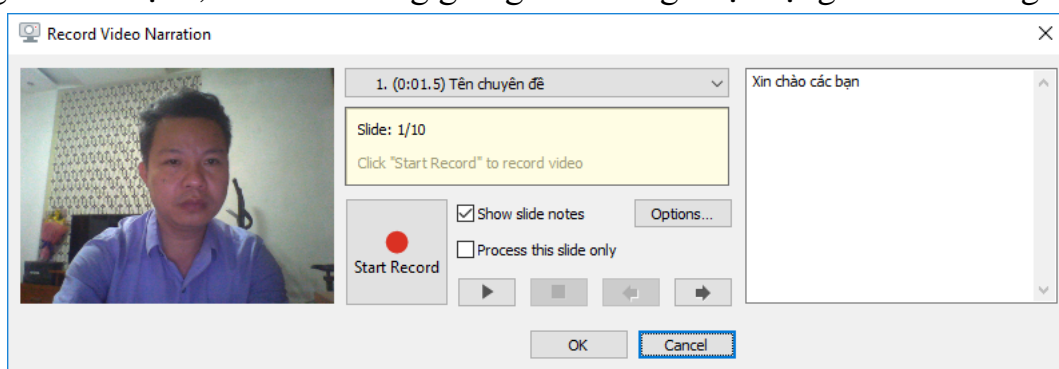 Record Video Narration
1. (0:01.5) Tên chuyên đề
Slide: 1/10
Click "Start Record" to record video
Start Record
Show slide notes
Options...
Process this slide only
OK
Cancel
Xin chào các bạn